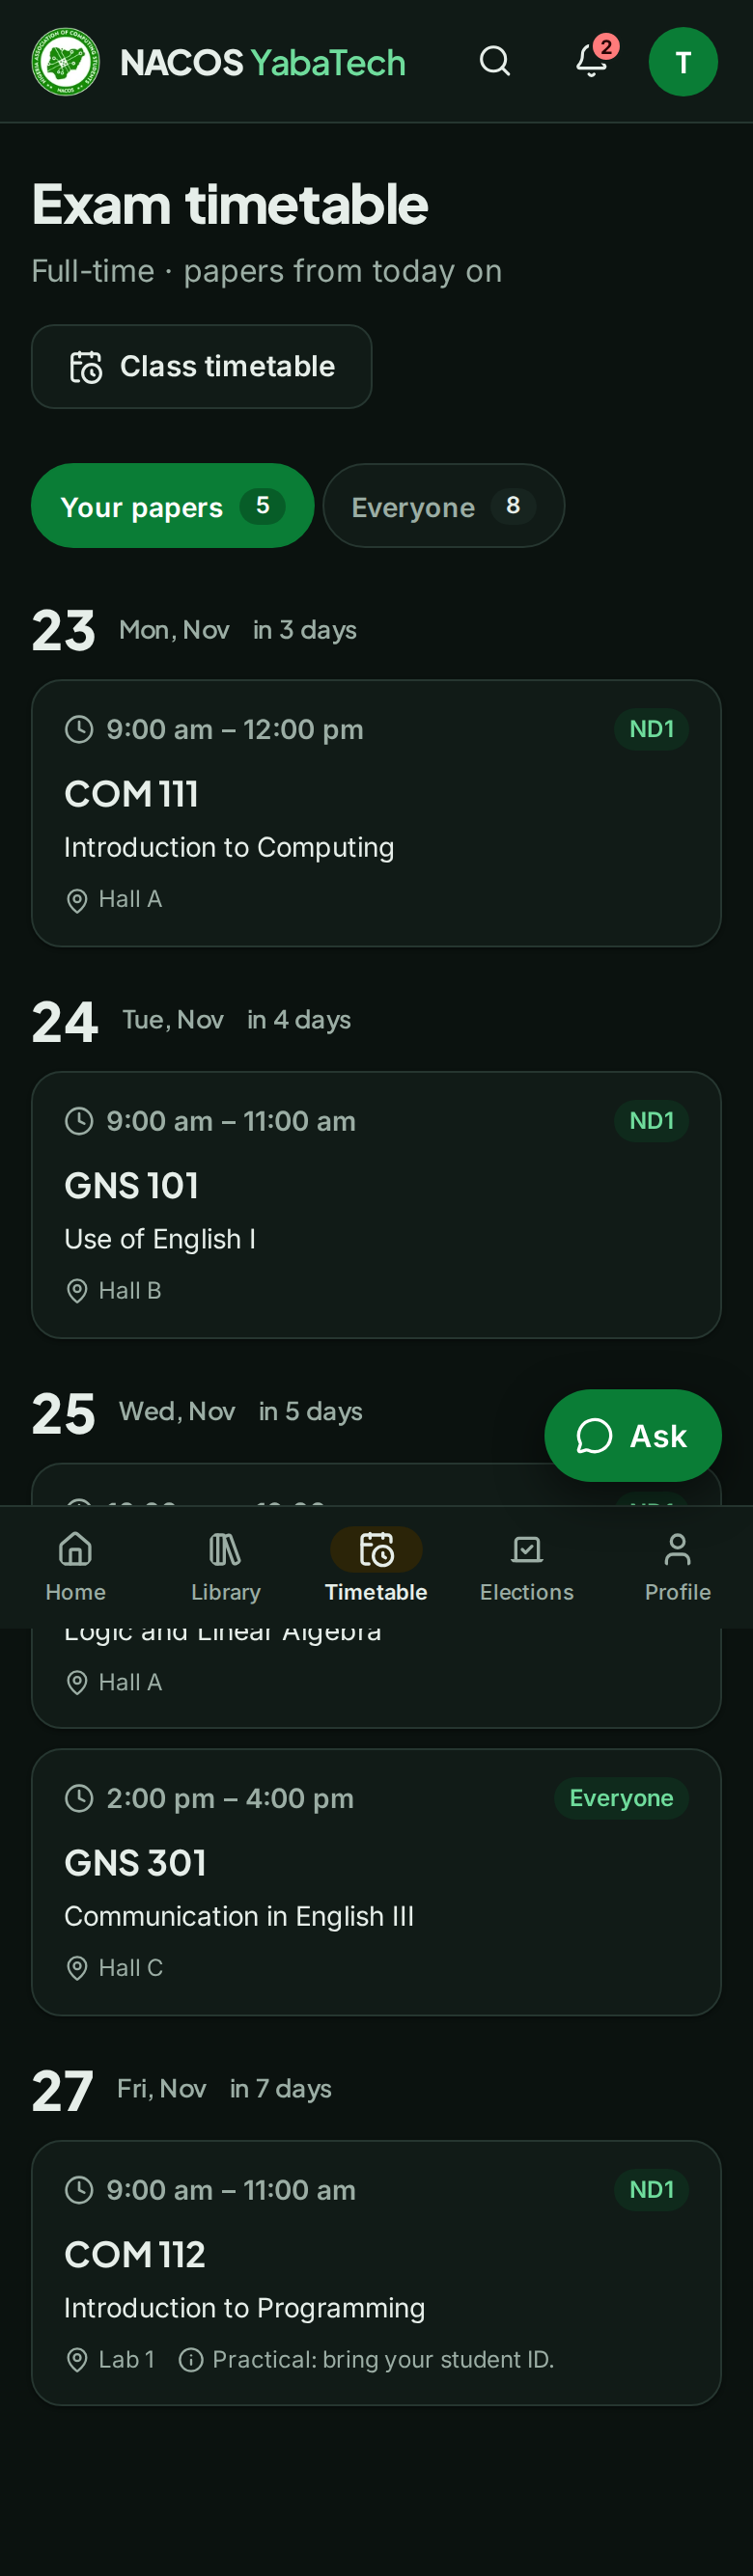 NACOS YabaTech
2
T
Exam timetable
Full-time · papers from today on
Class timetable
Your papers 5
Everyone 8
23 Mon, Nov in 3 days
9:00 am – 12:00 pm
ND1
COM 111
Introduction to Computing
Hall A
24 Tue, Nov in 4 days
9:00 am – 11:00 am
ND1
GNS 101
Use of English I
Hall B
25 Wed, Nov in 5 days
Ask
Home
Library
Timetable
Elections
Profile
Logic and Linear Algebra
Hall A
2:00 pm – 4:00 pm
Everyone
GNS 301
Communication in English III
Hall C
27 Fri, Nov in 7 days
9:00 am – 11:00 am
ND1
COM 112
Introduction to Programming
Lab 1
Practical: bring your student ID.